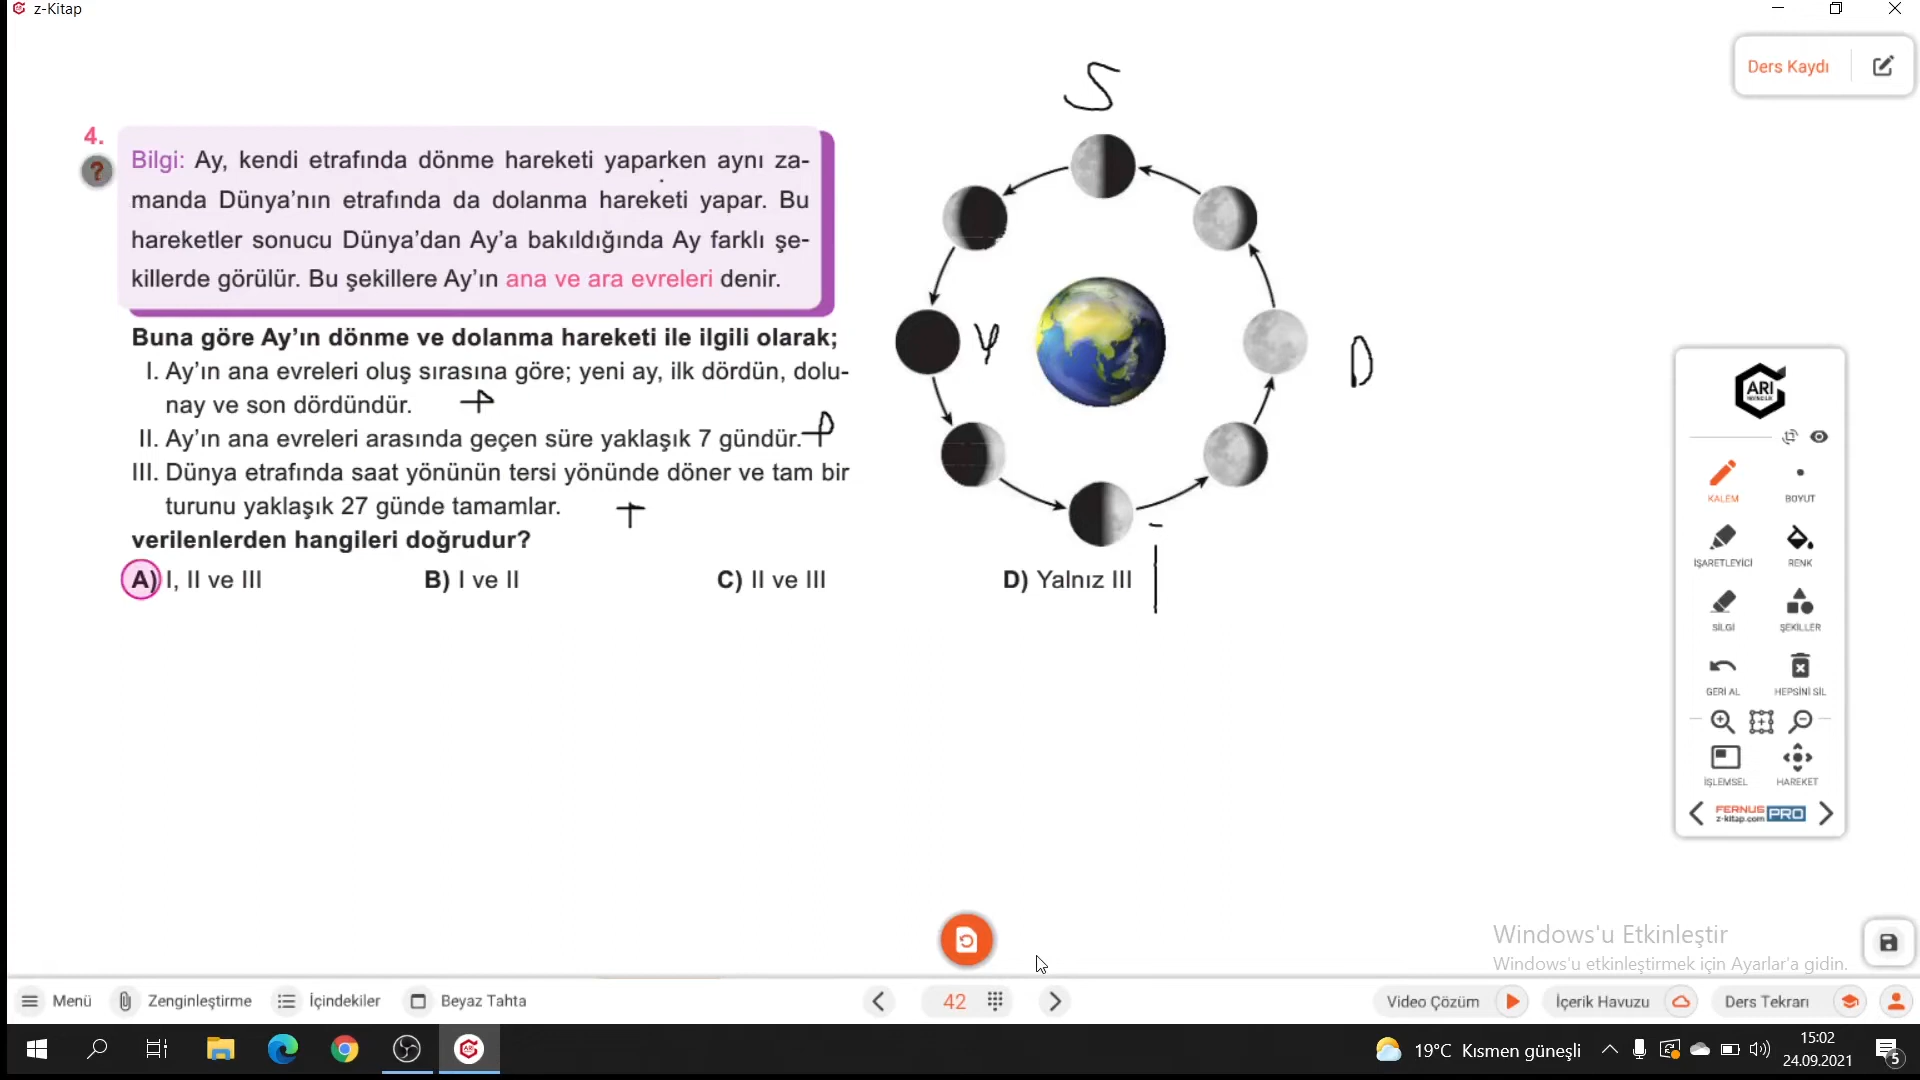 z-Kitap
Ders Kaydı
S
4.
Bilgi: Ay, kendi etrafında dönme hareketi yaparken aynı za-
manda Dünya'nın etrafında da dolanma hareketi yapar. Bu
hareketler sonucu Dünya'dan Ay'a bakıldığında Ay farklı şe-
killerde görülür. Bu şekillere Ay'ın ana ve ara evreleri denir.
Buna göre Ay'ın dönme ve dolanma hareketi ile ilgili olarak;
I. Ay'ın ana evreleri oluş sırasına göre; yeni ay, ilk dördün, dolu-
nay ve son dördündür.
II. Ay'ın ana evreleri arasında geçen süre yaklaşık 7 gündür.
III. Dünya etrafında saat yönünün tersi yönünde döner ve tam bir
turunu yaklaşık 27 günde tamamlar.
verilenlerden hangileri doğrudur?
A) I, II ve III
B) I ve II
C) II ve III
D) Yalnız III
Y
D
ARI
KALEM
BOYUT
İŞARETLEYİCİ
RENK
SİLGİ
ŞEKİLLER
GERİ AL
HEPSİNİ SİL
İŞLEMSEL
HAREKET
FERNUS PRO
z-kitap.com
Windows'u Etkinleştir
Windows'u etkinleştirmek için Ayarlar'a gidin.
Menü
Zenginleştirme
İçindekiler
Beyaz Tahta
42
Video Çözüm
İçerik Havuzu
Ders Tekrarı
19°C Kısmen güneşli
15:02
24.09.2021
5